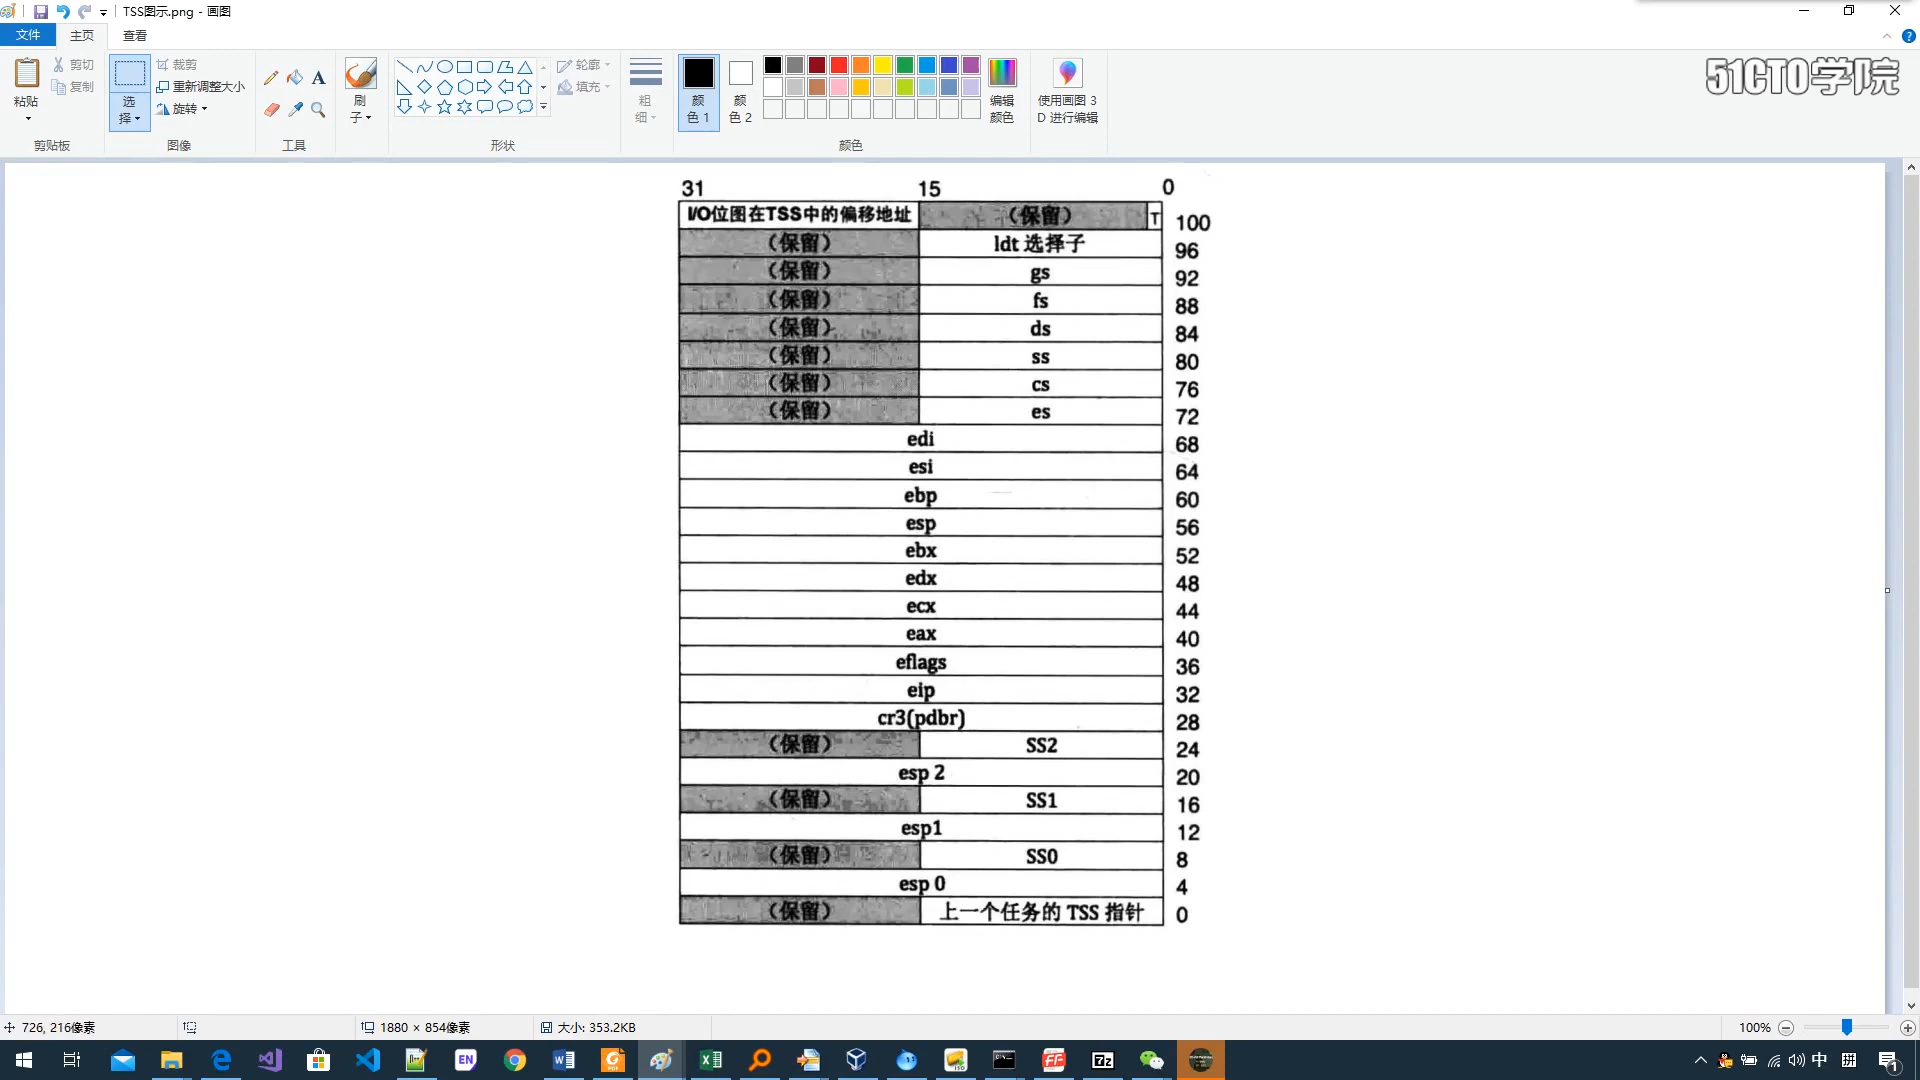 TSS图示.png - 画图
文件 主页 查看
粘贴
剪切
复制
剪贴板
选择
裁剪
重新调整大小
旋转
图像
A
工具
刷子
轮廓
填充
形状
粗细
颜色 1
颜色 2
编辑颜色
颜色
使用画图 3D 进行编辑
51CTO学院
31 15 0
I/O位图在TSS中的偏移地址 (保留) T 100
(保留) ldt 选择子 96
(保留) gs 92
(保留) fs 88
(保留) ds 84
(保留) ss 80
(保留) cs 76
(保留) es 72
edi 68
esi 64
ebp 60
esp 56
ebx 52
edx 48
ecx 44
eax 40
eflags 36
eip 32
cr3(pdbr) 28
(保留) SS2 24
esp 2 20
(保留) SS1 16
esp1 12
(保留) SS0 8
esp 0 4
(保留) 上一个任务的 TSS 指针 0
726, 216像素
1880 × 854像素
大小: 353.2KB
100%
EN
中
拼
1